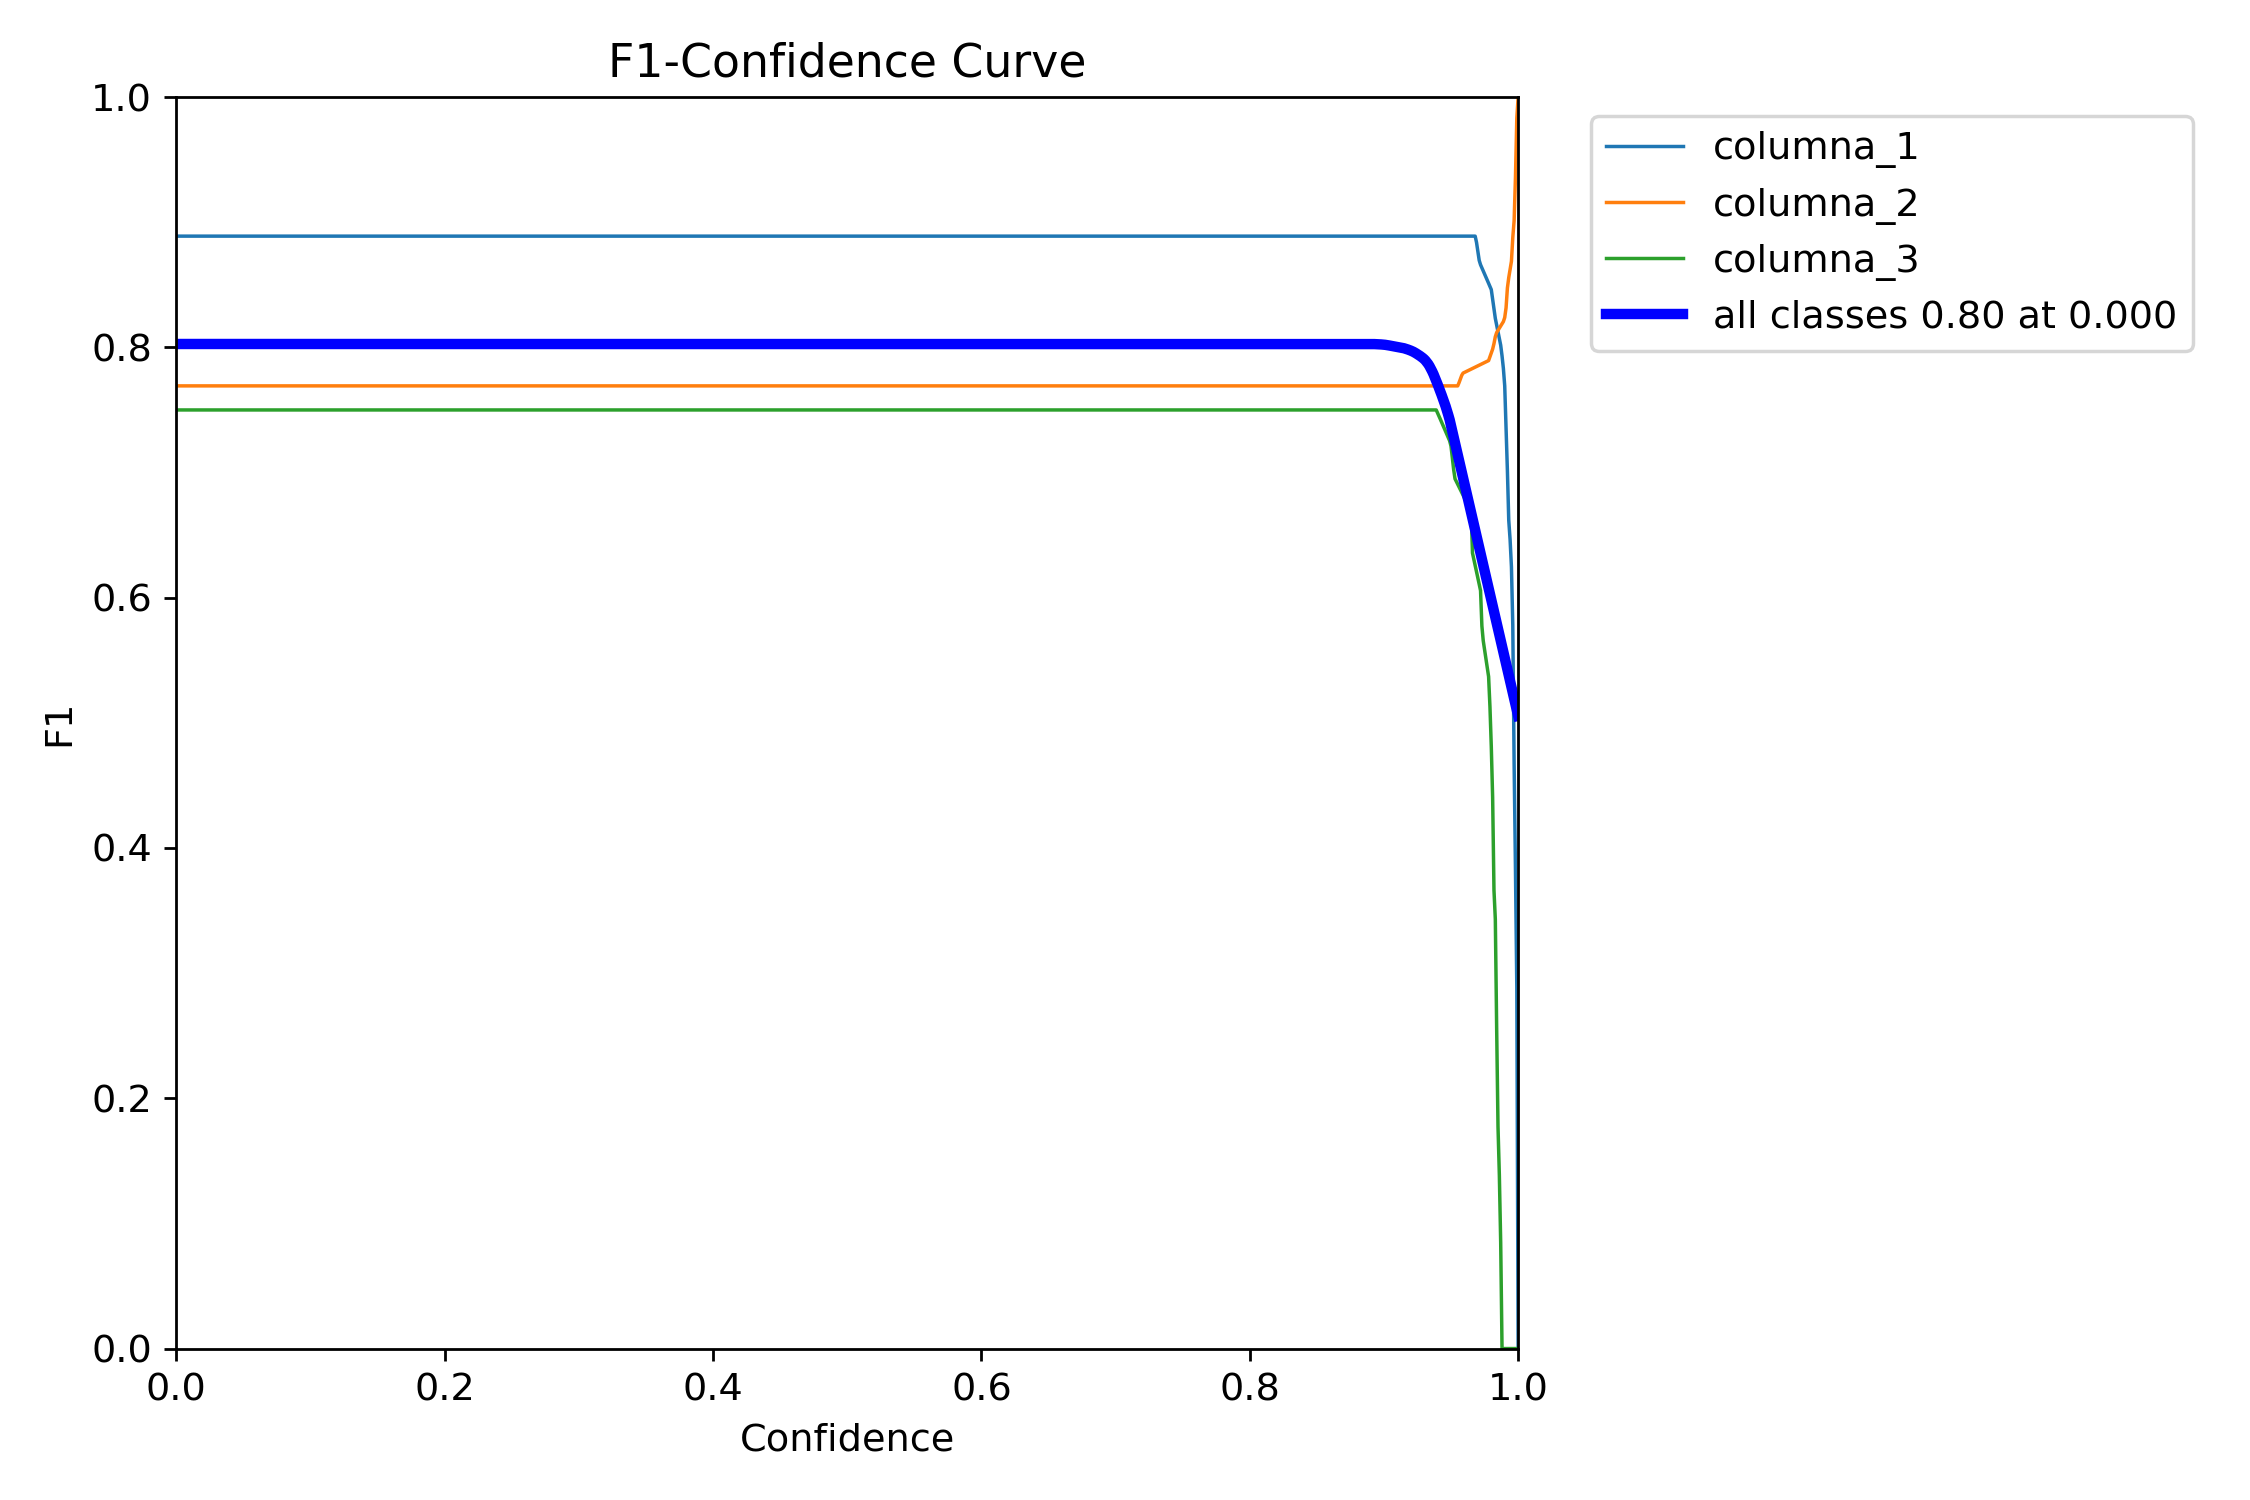 F1-Confidence Curve
columna_1
columna_2
columna_3
all classes 0.80 at 0.000
1.0
0.8
0.6
0.4
0.2
0.0
F1
0.0 0.2 0.4 0.6 0.8 1.0
Confidence